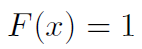 F(x) = 1